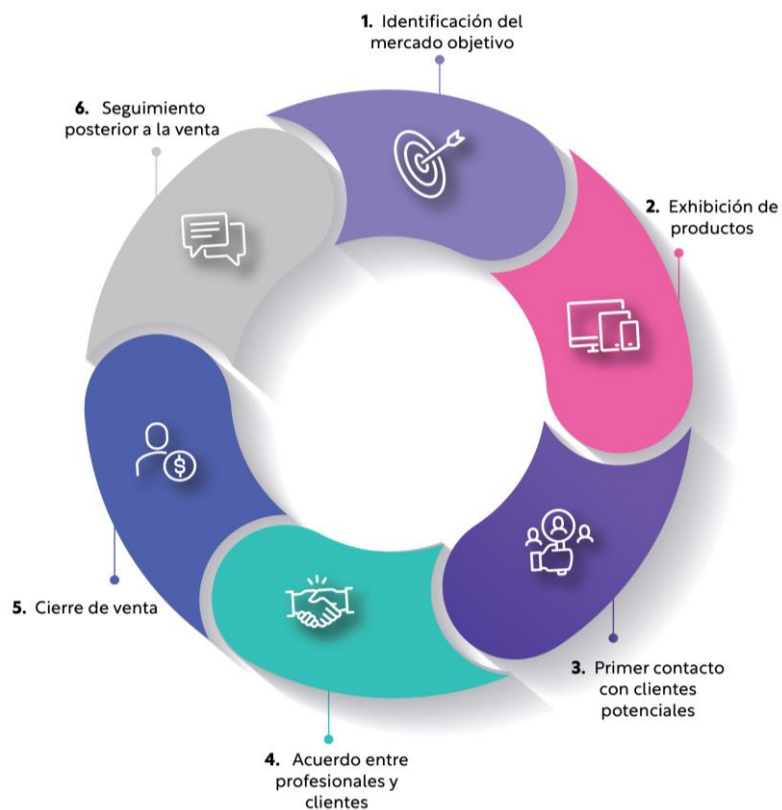 1. Identificación del
mercado objetivo
2. Exhibición de
productos
3. Primer contacto
con clientes
potenciales
4. Acuerdo entre
profesionales y
clientes
5. Cierre de venta
6. Seguimiento
posterior a la venta
$